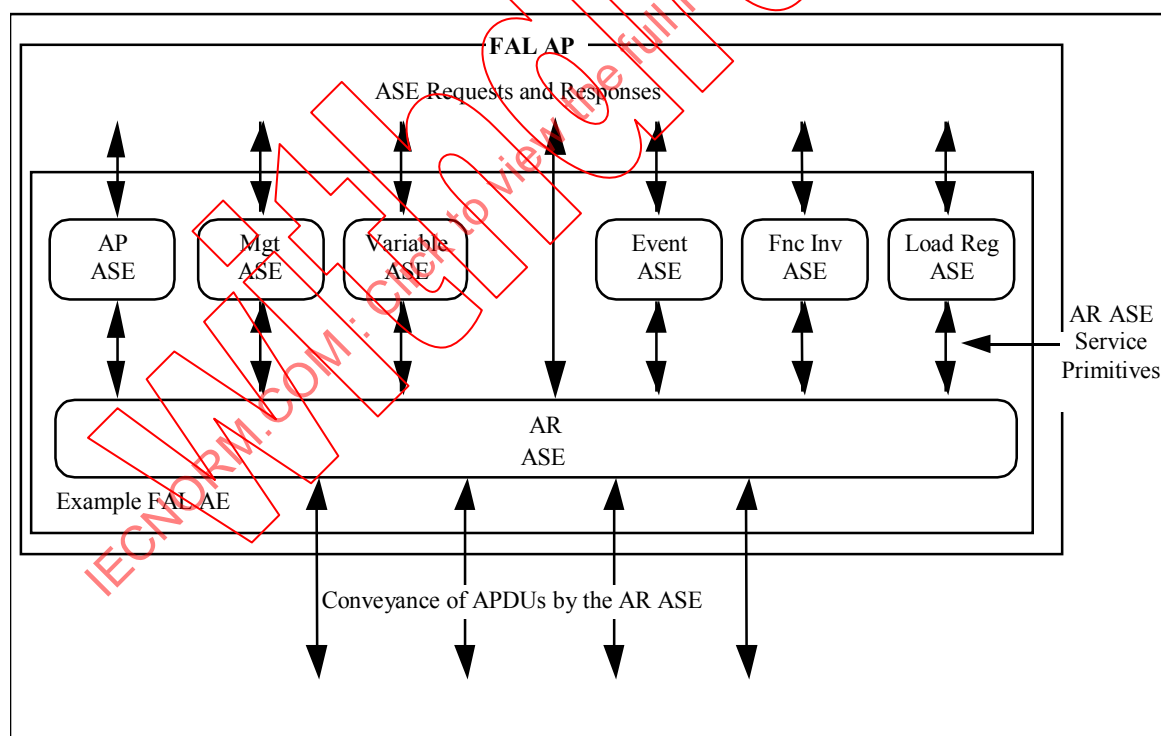 FAL AP
ASE Requests and Responses
AP
ASE
Mgt
ASE
Variable
ASE
Event
ASE
Fnc Inv
ASE
Load Reg
ASE
AR ASE
Service
Primitives
AR
ASE
Example FAL AE
Conveyance of APDUs by the AR ASE
IECNORM.COM : Click to view the full